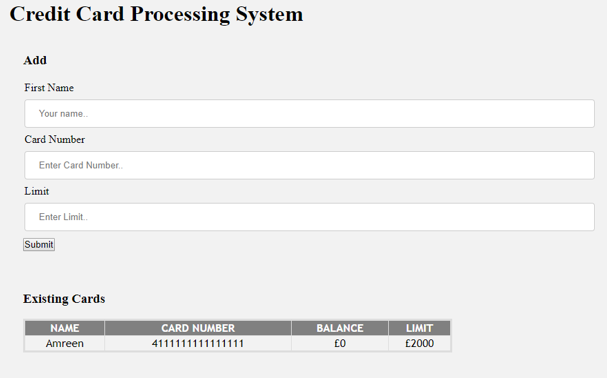 Credit Card Processing System
Add
First Name
Your name..
Card Number
Enter Card Number..
Limit
Enter Limit..
Submit
Existing Cards
NAME CARD NUMBER BALANCE LIMIT
Amreen 4111111111111111 £0 £2000